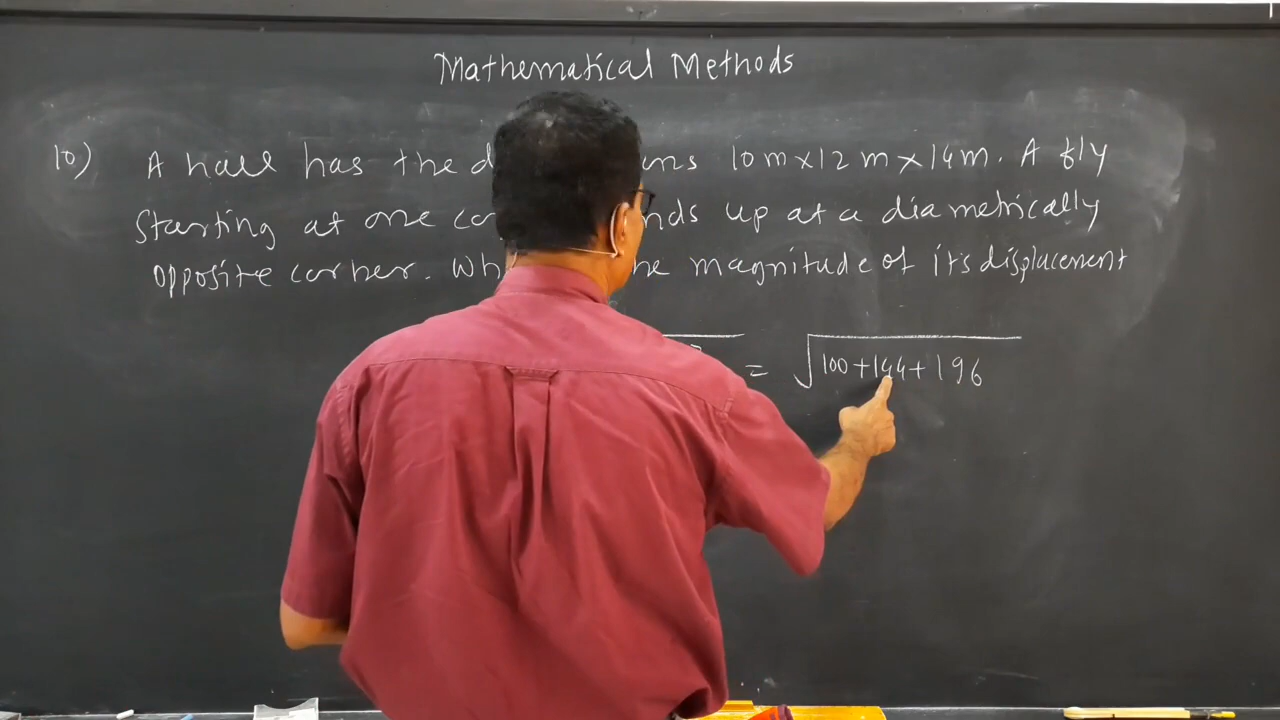 Mathematical Methods
10) A hall has the d ns 10m×12m×14m. A fly
Starting at one co nds up at a diametrically
opposite corner. Wh he magnitude of its displacement
= √100+144+196